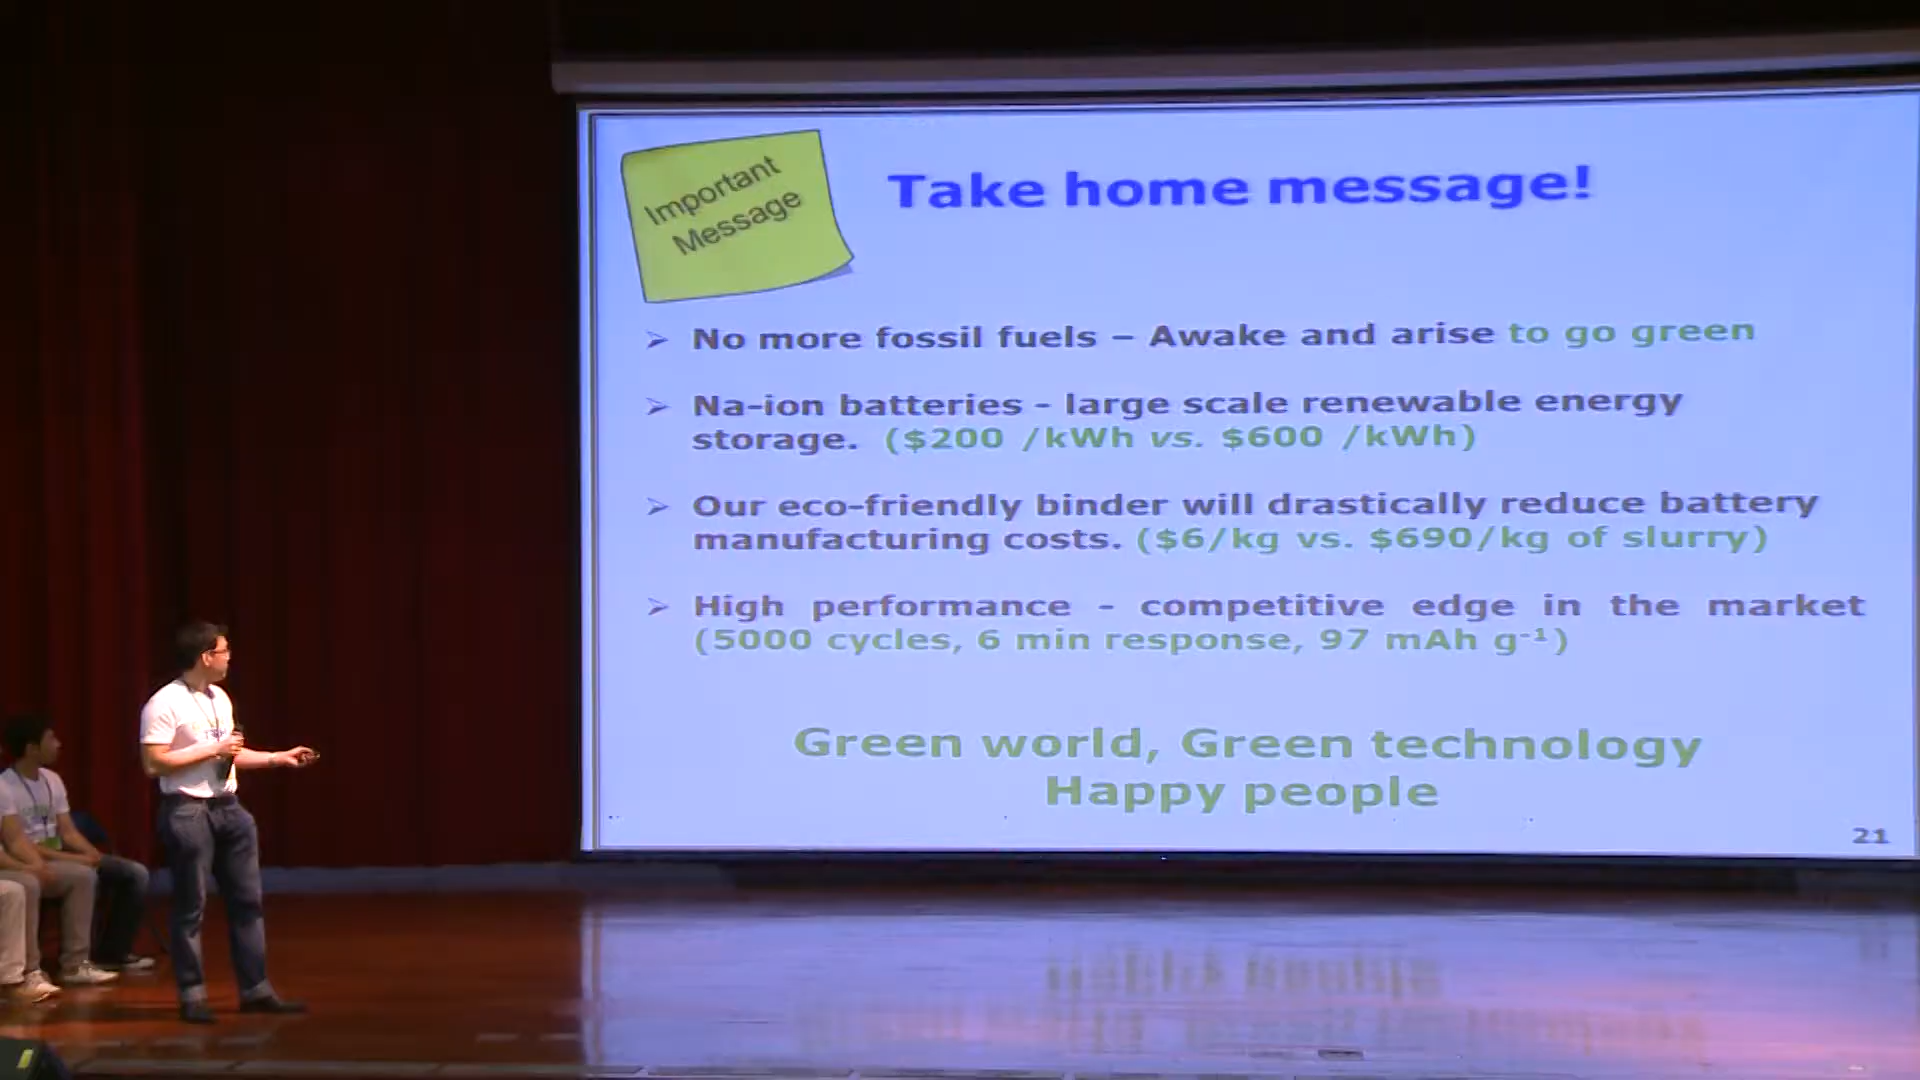 Important
Message
Take home message!
➢ No more fossil fuels – Awake and arise to go green
➢ Na-ion batteries - large scale renewable energy
storage. ($200 /kWh vs. $600 /kWh)
➢ Our eco-friendly binder will drastically reduce battery
manufacturing costs. ($6/kg vs. $690/kg of slurry)
➢ High performance - competitive edge in the market
(5000 cycles, 6 min response, 97 mAh g⁻¹)
Green world, Green technology
Happy people
21